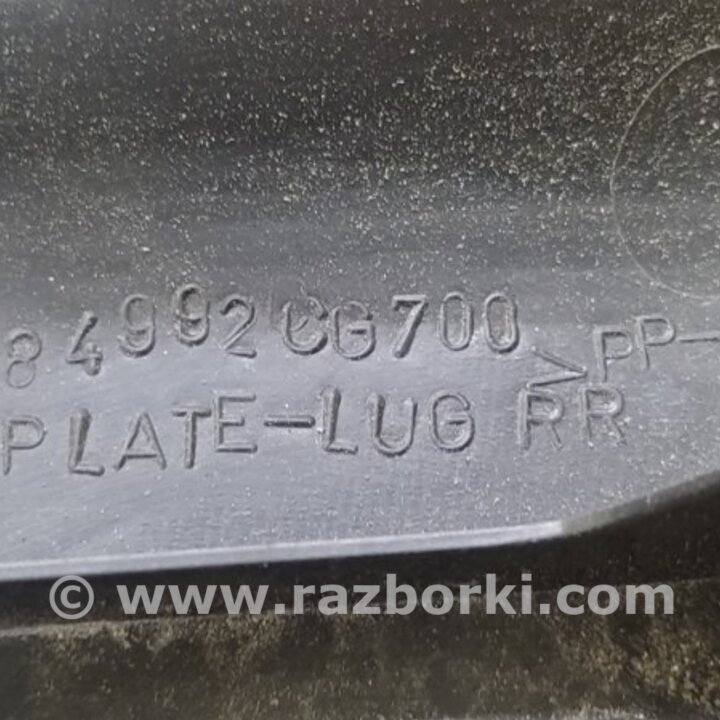 84992CG700
>PP-
PLATE-LUG RR
© www.razborki.com